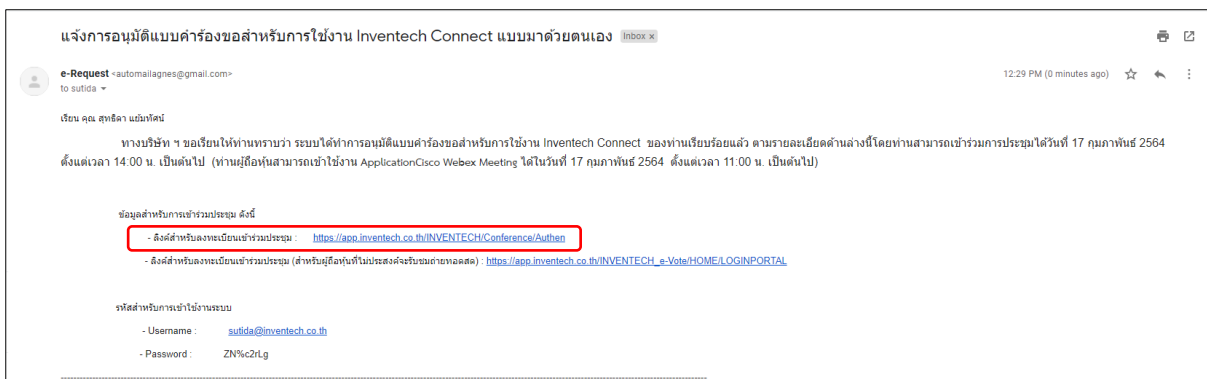 แจ้งการอนุมัติแบบคำร้องขอสำหรับการใช้งาน Inventech Connect แบบมาด้วยตนเอง Inbox x
e-Request <automailagnes@gmail.com> 12:29 PM (0 minutes ago)
to sutida
เรียน คุณ สุทธิดา แย้มทัศน์
ทางบริษัท ฯ ขอเรียนให้ท่านทราบว่า ระบบได้ทำการอนุมัติแบบคำร้องขอสำหรับการใช้งาน Inventech Connect ของท่านเรียบร้อยแล้ว ตามรายละเอียดด้านล่างนี้โดยท่านสามารถเข้าร่วมการประชุมได้วันที่ 17 กุมภาพันธ์ 2564
ตั้งแต่เวลา 14:00 น. เป็นต้นไป (ท่านผู้ถือหุ้นสามารถเข้าใช้งาน ApplicationCisco Webex Meeting ได้ในวันที่ 17 กุมภาพันธ์ 2564 ตั้งแต่เวลา 11:00 น. เป็นต้นไป)
ข้อมูลสำหรับการเข้าร่วมประชุม ดังนี้
- ลิงค์สำหรับลงทะเบียนเข้าร่วมประชุม : https://app.inventech.co.th/INVENTECH/Conference/Authen
- ลิงค์สำหรับลงทะเบียนเข้าร่วมประชุม (สำหรับผู้ถือหุ้นที่ไม่ประสงค์จะรับชมถ่ายทอดสด) : https://app.inventech.co.th/INVENTECH_e-Vote/HOME/LOGINPORTAL
รหัสสำหรับการเข้าใช้งานระบบ
- Username : sutida@inventech.co.th
- Password : ZN%c2rLg